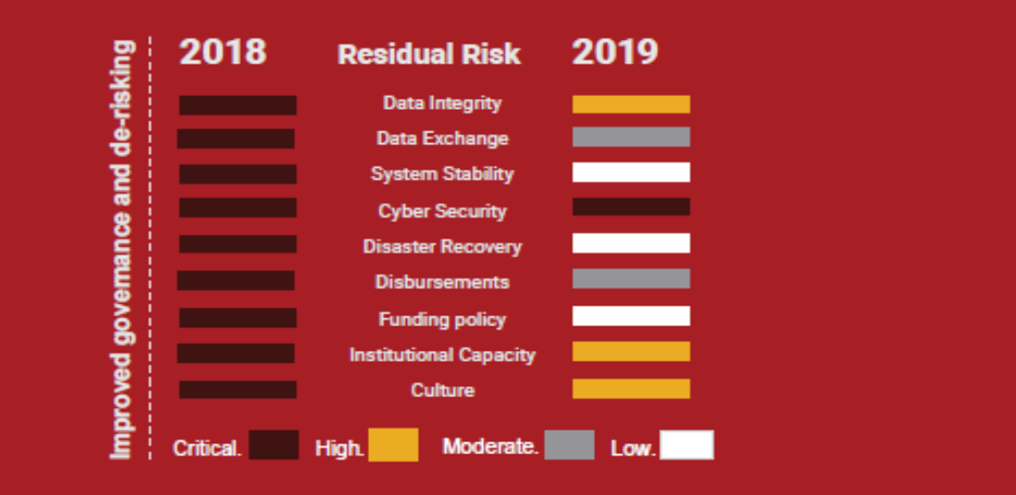 Improved governance and de-risking
2018 Residual Risk 2019
Data Integrity
Data Exchange
System Stability
Cyber Security
Disaster Recovery
Disbursements
Funding policy
Institutional Capacity
Culture
Critical. High. Moderate. Low.